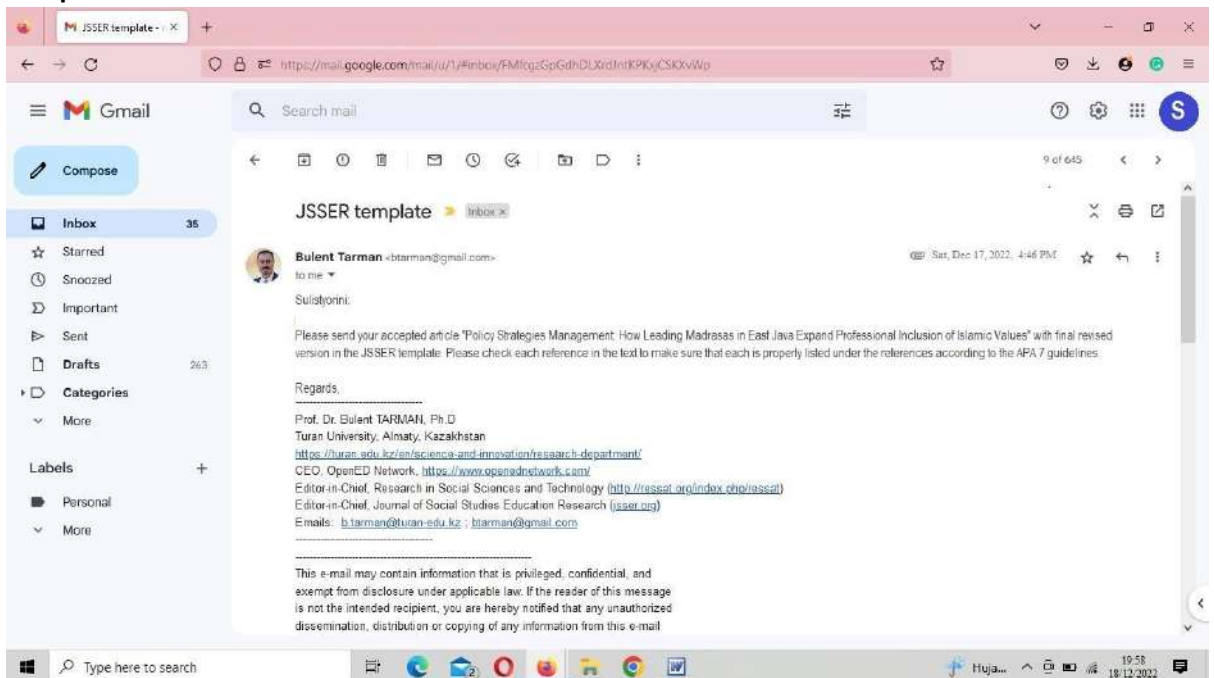 JSSER template - r
https://mail.google.com/mail/u/1/#inbox/FMfcgzGpGdhDLXrdJntKPKxjCSKXvWp
Gmail
Search mail
S
Compose
9 of 645
Inbox 35
Starred
Snoozed
Important
Sent
Drafts 263
Categories
More
Labels +
Personal
More
JSSER template Inbox ×
Bulent Tarman <btarman@gmail.com>
Sat, Dec 17, 2022, 4:46 PM
to me
Sulistyorini:
Please send your accepted article "Policy Strategies Management: How Leading Madrasas in East Java Expand Professional Inclusion of Islamic Values" with final revised
version in the JSSER template. Please check each reference in the text to make sure that each is properly listed under the references according to the APA 7 guidelines
Regards,
Prof. Dr. Bulent TARMAN, Ph.D
Turan University, Almaty, Kazakhstan
https://turan.edu.kz/en/science-and-innovation/research-department/
CEO, OpenED Network, https://www.openednetwork.com/
Editor-in-Chief, Research in Social Sciences and Technology (http://ressat.org/index.php/ressat)
Editor-in-Chief, Journal of Social Studies Education Research (jsser.org)
Emails: b.tarman@turan-edu.kz ; btarman@gmail.com
This e-mail may contain information that is privileged, confidential, and
exempt from disclosure under applicable law. If the reader of this message
is not the intended recipient, you are hereby notified that any unauthorized
dissemination, distribution or copying of any information from this e-mail
Type here to search
Huja...
19:58
18/12/2022